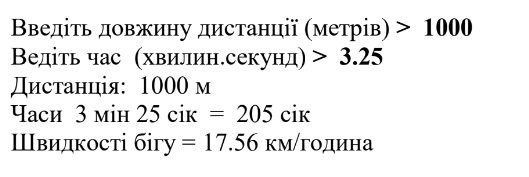 Введіть довжину дистанції (метрів) > 1000
Ведіть час (хвилин.секунд) > 3.25
Дистанція: 1000 м
Часи 3 мін 25 сік = 205 сік
Швидкості бігу = 17.56 км/година